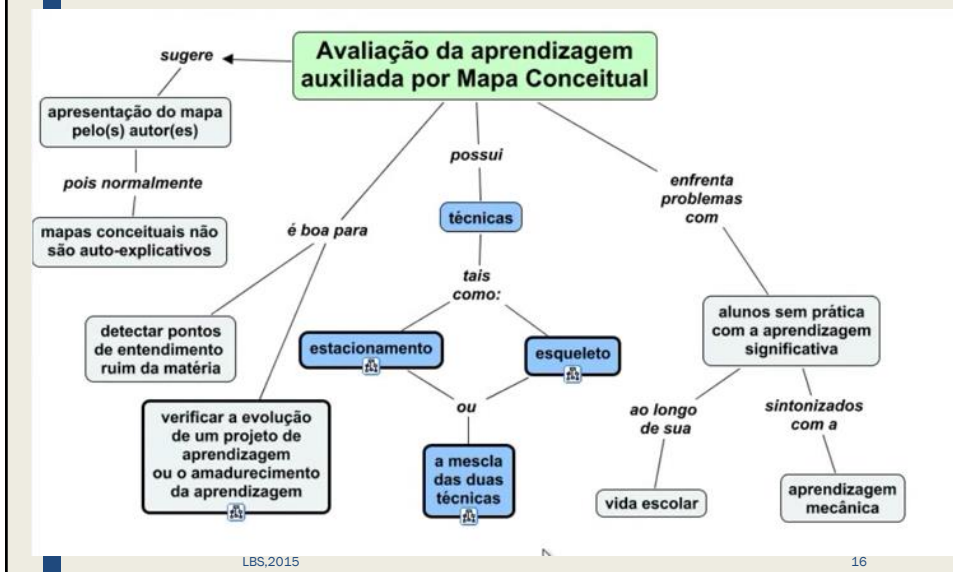 Avaliação da aprendizagem
auxiliada por Mapa Conceitual
sugere
apresentação do mapa
pelo(s) autor(es)
pois normalmente
mapas conceituais não
são auto-explicativos
é boa para
detectar pontos
de entendimento
ruim da matéria
verificar a evolução
de um projeto de
aprendizagem
ou o amadurecimento
da aprendizagem
possui
técnicas
tais
como:
estacionamento
esqueleto
ou
a mescla
das duas
técnicas
enfrenta
problemas
com
alunos sem prática
com a aprendizagem
significativa
ao longo
de sua
vida escolar
sintonizados
com a
aprendizagem
mecânica
LBS,2015
16